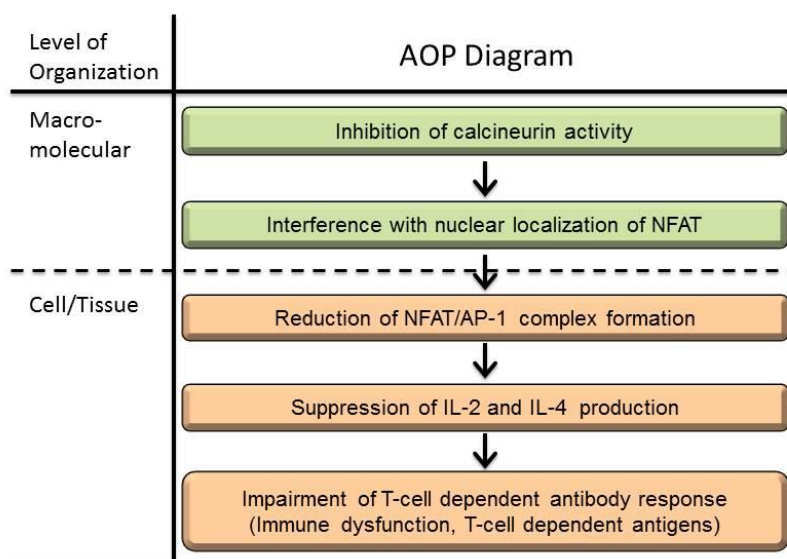 Level of
Organization
AOP Diagram
Macro-
molecular
Inhibition of calcineurin activity
Interference with nuclear localization of NFAT
Cell/Tissue
Reduction of NFAT/AP-1 complex formation
Suppression of IL-2 and IL-4 production
Impairment of T-cell dependent antibody response
(Immune dysfunction, T-cell dependent antigens)